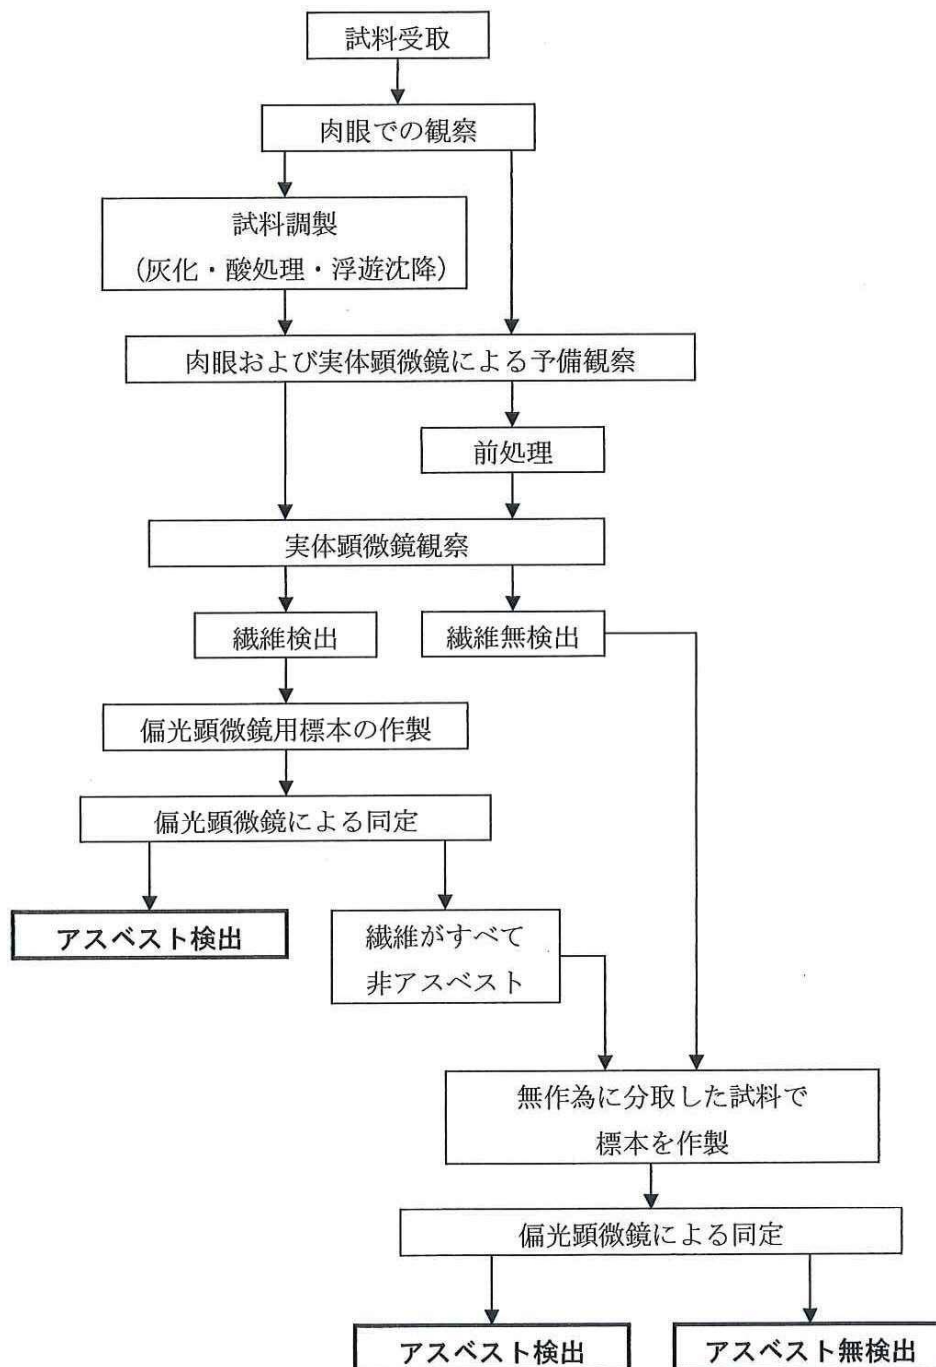 試料受取
肉眼での観察
試料調製
（灰化・酸処理・浮遊沈降）
肉眼および実体顕微鏡による予備観察
前処理
実体顕微鏡観察
繊維検出
繊維無検出
偏光顕微鏡用標本の作製
偏光顕微鏡による同定
アスベスト検出
繊維がすべて
非アスベスト
無作為に分取した試料で
標本を作製
偏光顕微鏡による同定
アスベスト検出
アスベスト無検出